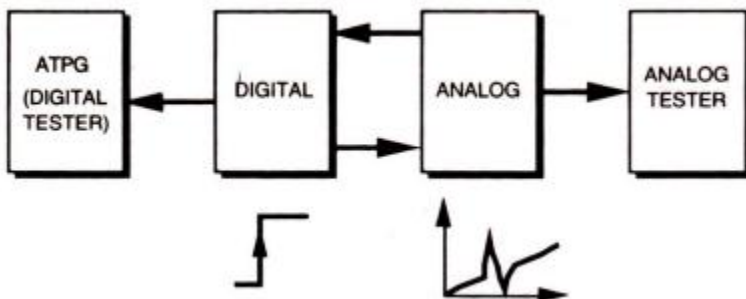 ATPG
(DIGITAL
TESTER)
DIGITAL
ANALOG
ANALOG
TESTER